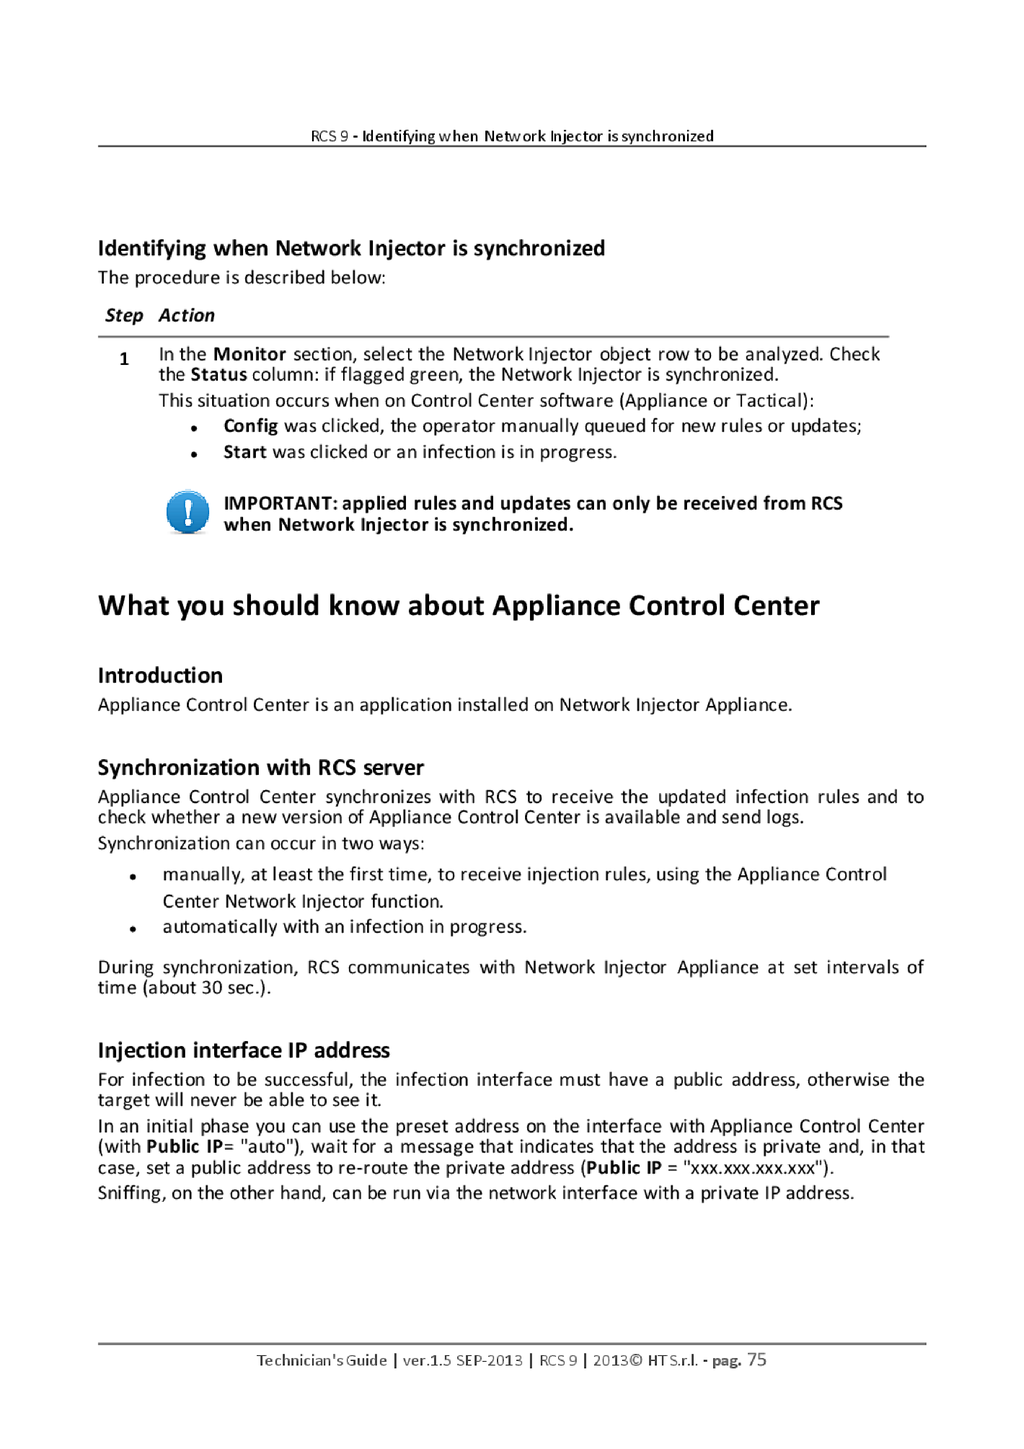 RCS 9 - Identifying when Network Injector is synchronized
Identifying when Network Injector is synchronized
The procedure is described below:
Step Action
1 In the Monitor section, select the Network Injector object row to be analyzed. Check
the Status column: if flagged green, the Network Injector is synchronized.
This situation occurs when on Control Center software (Appliance or Tactical):
• Config was clicked, the operator manually queued for new rules or updates;
• Start was clicked or an infection is in progress.
IMPORTANT: applied rules and updates can only be received from RCS
when Network Injector is synchronized.
What you should know about Appliance Control Center
Introduction
Appliance Control Center is an application installed on Network Injector Appliance.
Synchronization with RCS server
Appliance Control Center synchronizes with RCS to receive the updated infection rules and to
check whether a new version of Appliance Control Center is available and send logs.
Synchronization can occur in two ways:
• manually, at least the first time, to receive injection rules, using the Appliance Control
Center Network Injector function.
• automatically with an infection in progress.
During synchronization, RCS communicates with Network Injector Appliance at set intervals of
time (about 30 sec.).
Injection interface IP address
For infection to be successful, the infection interface must have a public address, otherwise the
target will never be able to see it.
In an initial phase you can use the preset address on the interface with Appliance Control Center
(with Public IP= "auto"), wait for a message that indicates that the address is private and, in that
case, set a public address to re-route the private address (Public IP = "xxx.xxx.xxx.xxx").
Sniffing, on the other hand, can be run via the network interface with a private IP address.
Technician's Guide | ver.1.5 SEP-2013 | RCS 9 | 2013© HT S.r.l. - pag. 75